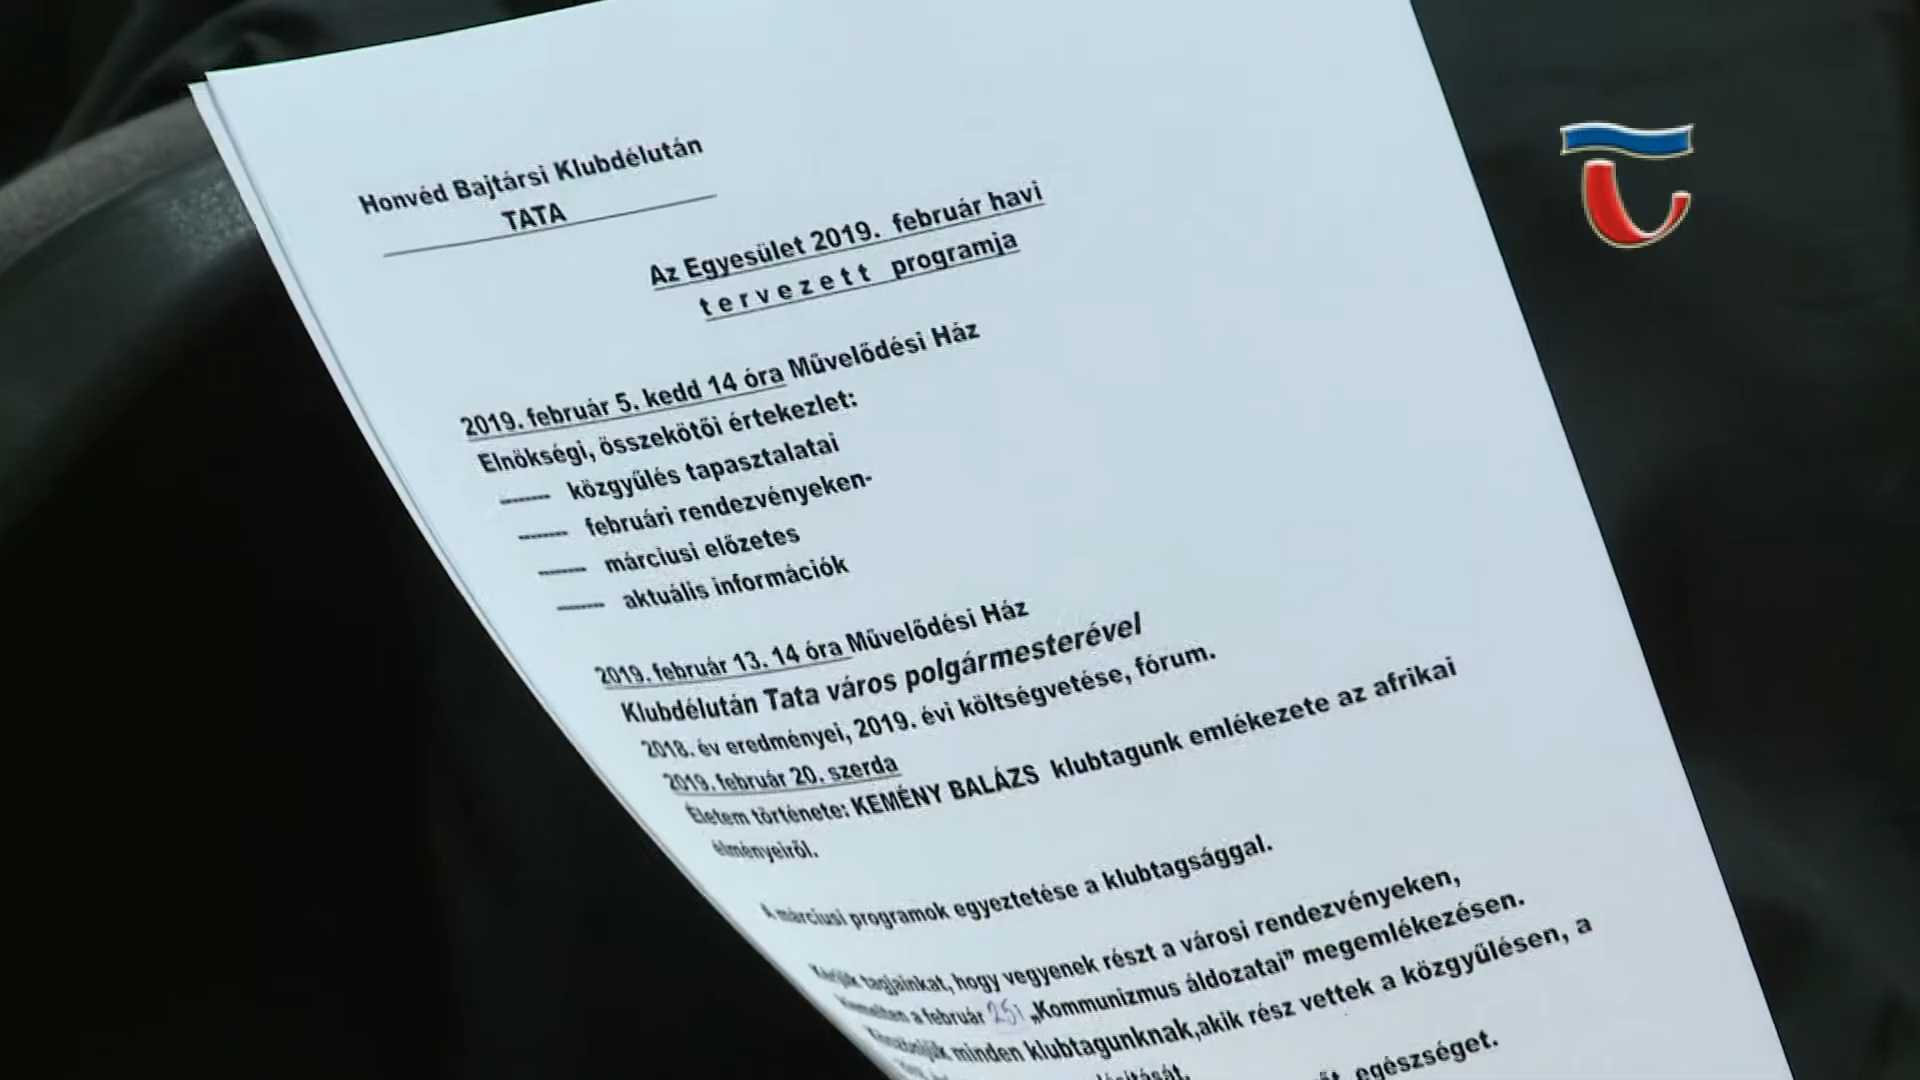 Honvéd Bajtársi Klubdélután
TATA
Az Egyesület 2019. február havi
tervezett programja
2019. február 5. kedd 14 óra Művelődési Ház
Elnökségi, összekötői értekezlet:
------- közgyűlés tapasztalatai
------- februári rendezvényeken-
------- márciusi előzetes
------- aktuális információk
2019. február 13. 14 óra Művelődési Ház
Klubdélután Tata város polgármesterével
2018. év eredményei, 2019. évi költségvetése, fórum.
2019. február 20. szerda
Életem története: KEMÉNY BALÁZS klubtagunk emlékezete az afrikai
élményeiről.
A márciusi programok egyeztetése a klubtagsággal.
Kérjük tagjainkat, hogy vegyenek részt a városi rendezvényeken,
a február 25i „Kommunizmus áldozatai” megemlékezésen.
minden klubtagunknak,akik rész vettek a közgyűlésen, a
egészséget.